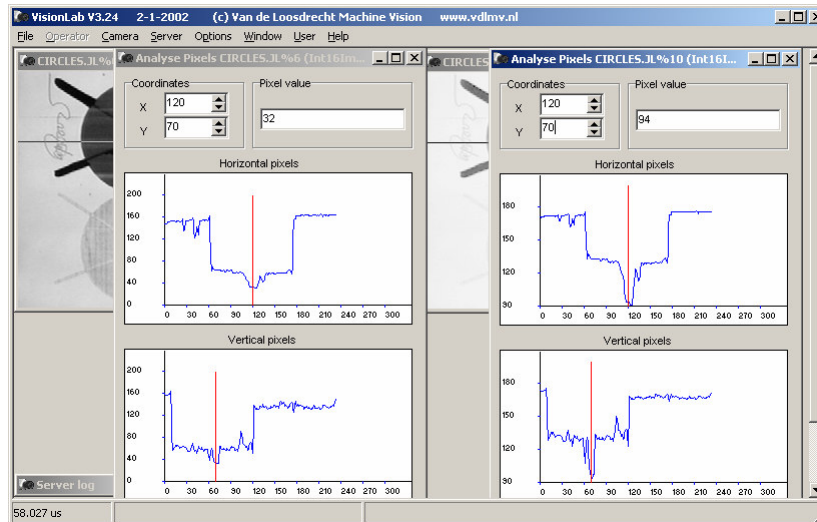 VisionLab V3.24 2-1-2002 (c) Van de Loosdrecht Machine Vision www.vdlmv.nl
File Operator Camera Server Options Window User Help
CIRCLES.JL%
Analyse Pixels CIRCLES.JL%6 (Int16Im...
Coordinates
X 120
Y 70
Pixel value
32
Horizontal pixels
200
160
120
80
40
0
0 30 60 90 120 150 180 210 240 270 300
Vertical pixels
200
160
120
80
40
0
0 30 60 90 120 150 180 210 240 270 300
CIRCLES
Analyse Pixels CIRCLES.JL%10 (Int16I...
Coordinates
X 120
Y 70
Pixel value
94
Horizontal pixels
180
150
120
90
0 30 60 90 120 150 180 210 240 270 300
Vertical pixels
180
150
120
90
0 30 60 90 120 150 180 210 240 270 300
Server log
58.027 us